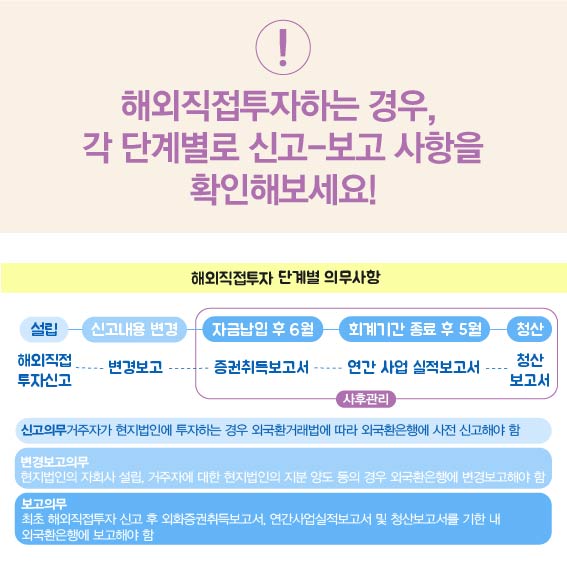 !
해외직접투자하는 경우,
각 단계별로 신고-보고 사항을
확인해보세요!
해외직접투자 단계별 의무사항
설립 신고내용 변경 자금납입 후 6월 회계기간 종료 후 5월 청산
해외직접 투자신고 변경보고 증권취득보고서 연간 사업 실적보고서 청산 보고서
사후관리
신고의무거주자가 현지법인에 투자하는 경우 외국환거래법에 따라 외국환은행에 사전 신고해야 함
변경보고의무
현지법인의 자회사 설립, 거주자에 대한 현지법인의 지분 양도 등의 경우 외국환은행에 변경보고해야 함
보고의무
최초 해외직접투자 신고 후 외화증권취득보고서, 연간사업실적보고서 및 청산보고서를 기한 내
외국환은행에 보고해야 함